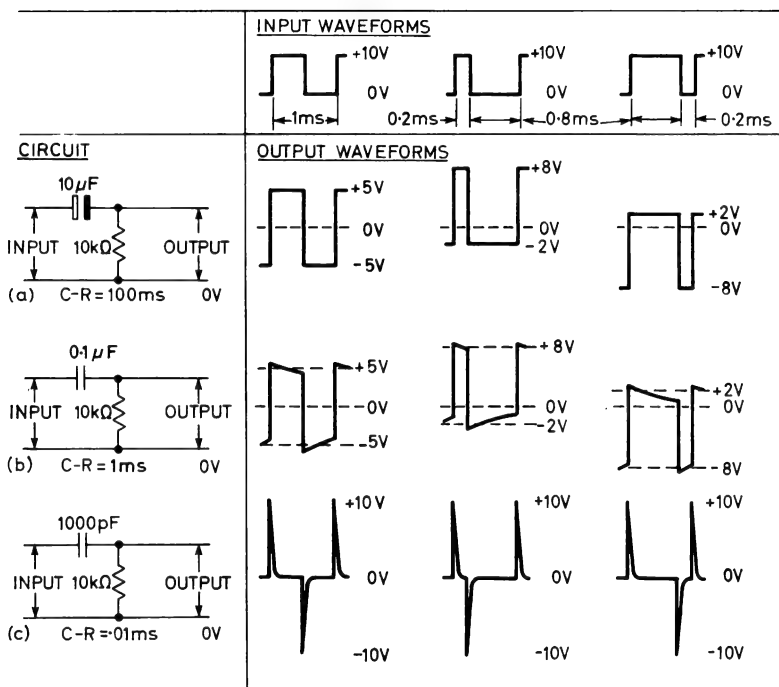 INPUT WAVEFORMS
+10V +10V +10V
0V 0V 0V
1ms 0.2ms 0.8ms 0.2ms
CIRCUIT
OUTPUT WAVEFORMS
10µF
INPUT 10kΩ OUTPUT
(a) C-R = 100ms 0V
+5V
0V
-5V
+8V
0V
-2V
+2V
0V
-8V
0·1µF
INPUT 10kΩ OUTPUT
(b) C-R = 1ms 0V
+5V
0V
-5V
+8V
0V
-2V
+2V
0V
-8V
1000pF
INPUT 10kΩ OUTPUT
(c) C-R=·01ms 0V
+10V
0V
-10V
+10V
0V
-10V
+10V
0V
-10V